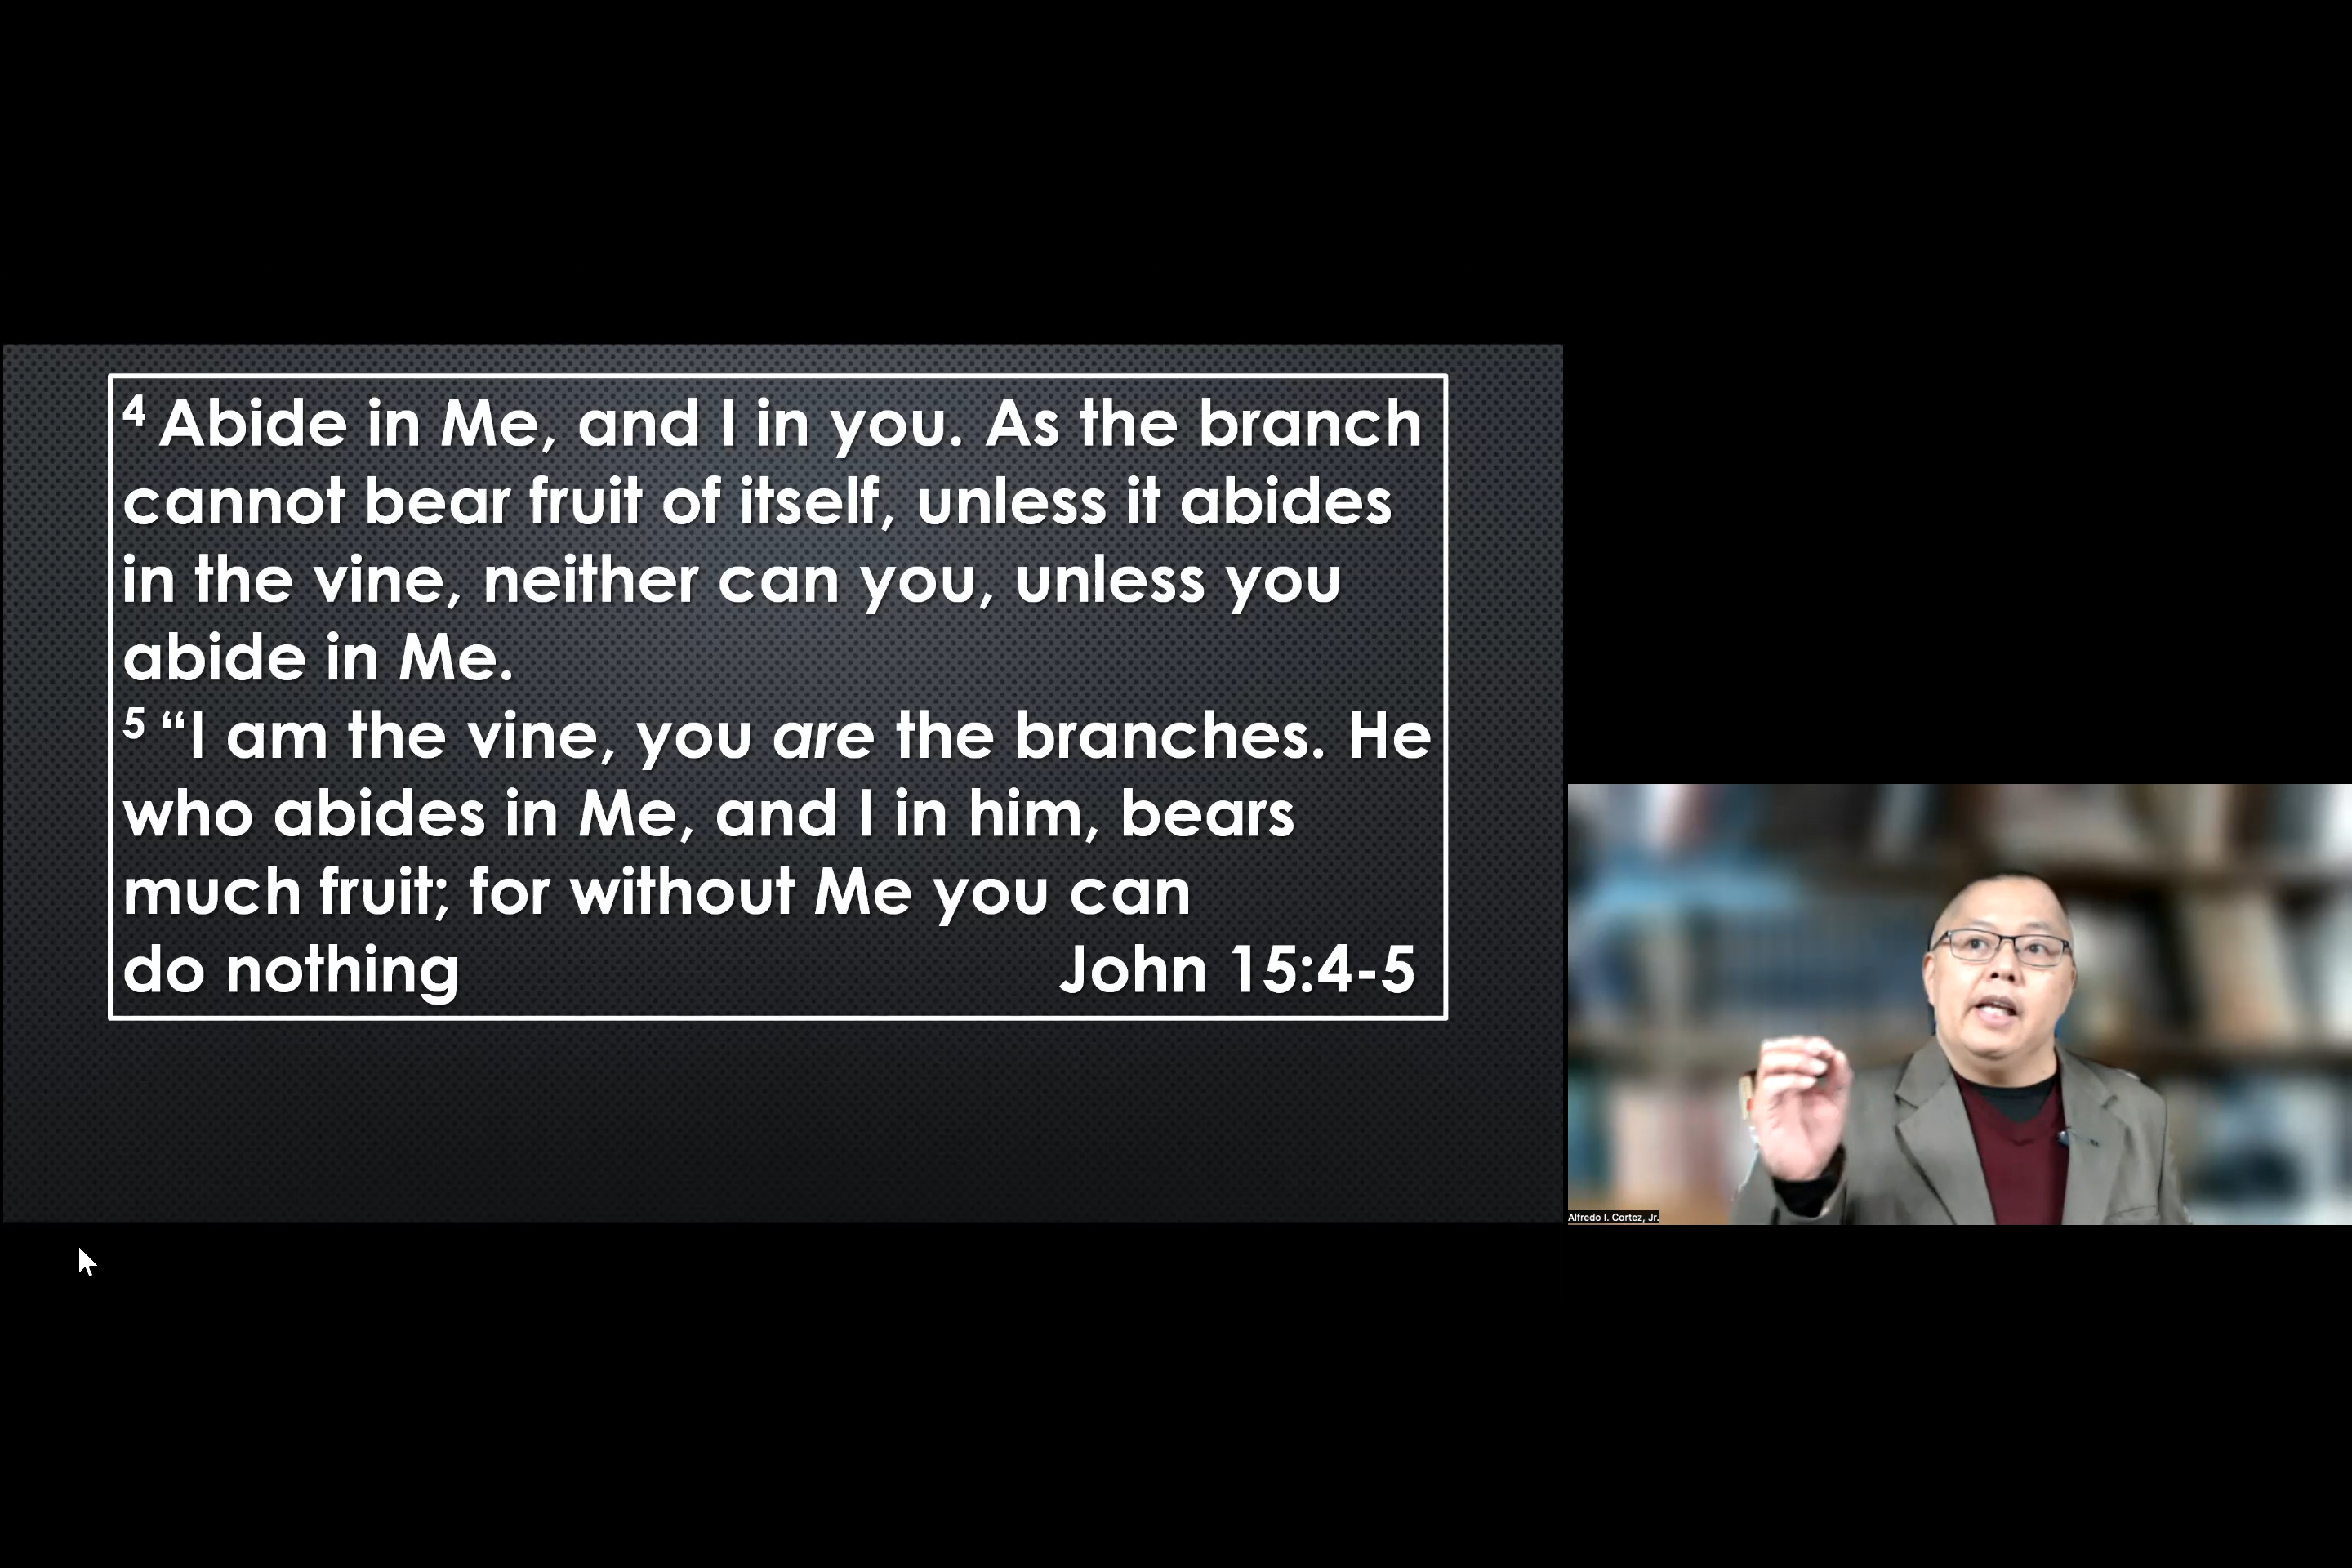 4 Abide in Me, and I in you. As the branch
cannot bear fruit of itself, unless it abides
in the vine, neither can you, unless you
abide in Me.
5 “I am the vine, you are the branches. He
who abides in Me, and I in him, bears
much fruit; for without Me you can
do nothing John 15:4-5
Alfredo I. Cortez, Jr.